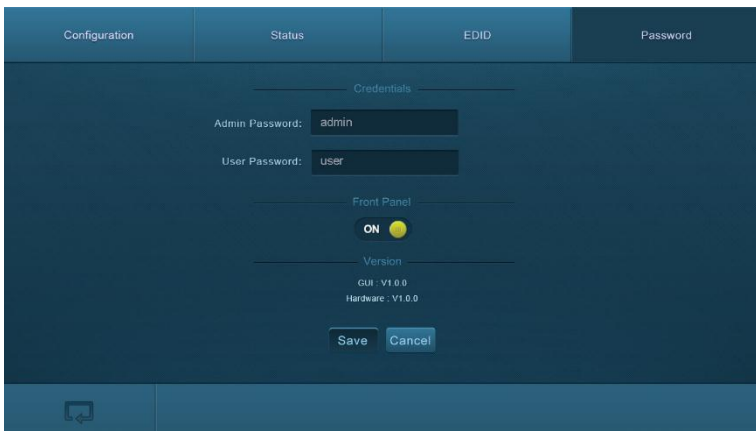 Configuration Status EDID Password
Credentials
Admin Password: admin
User Password: user
Front Panel
ON
Version
GUI : V1.0.0
Hardware : V1.0.0
Save Cancel